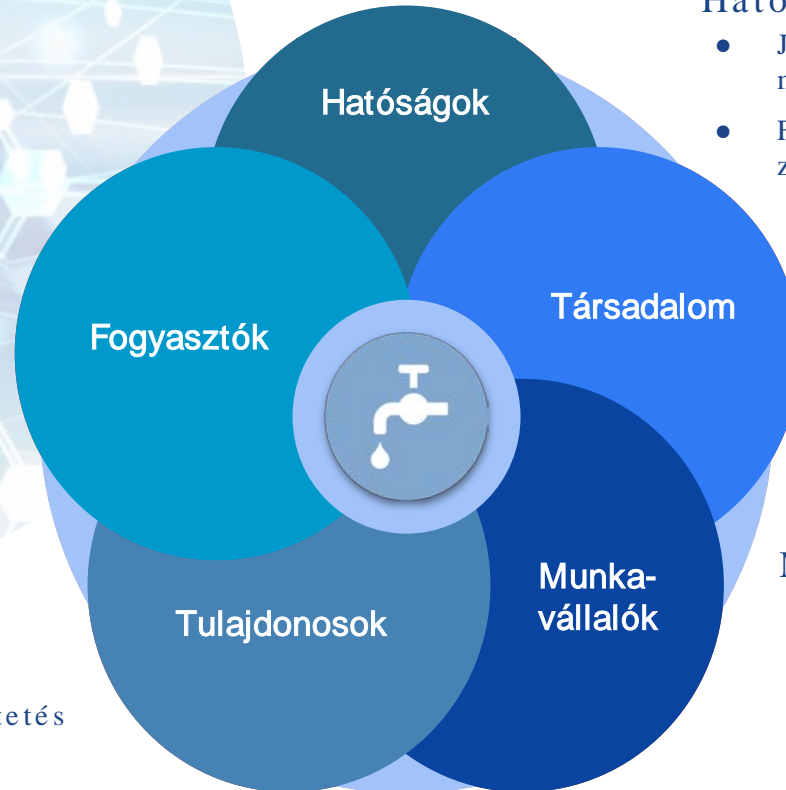 Hatóságok
Társadalom
Fogyasztók
Munka-
vállalók
Tulajdonosok